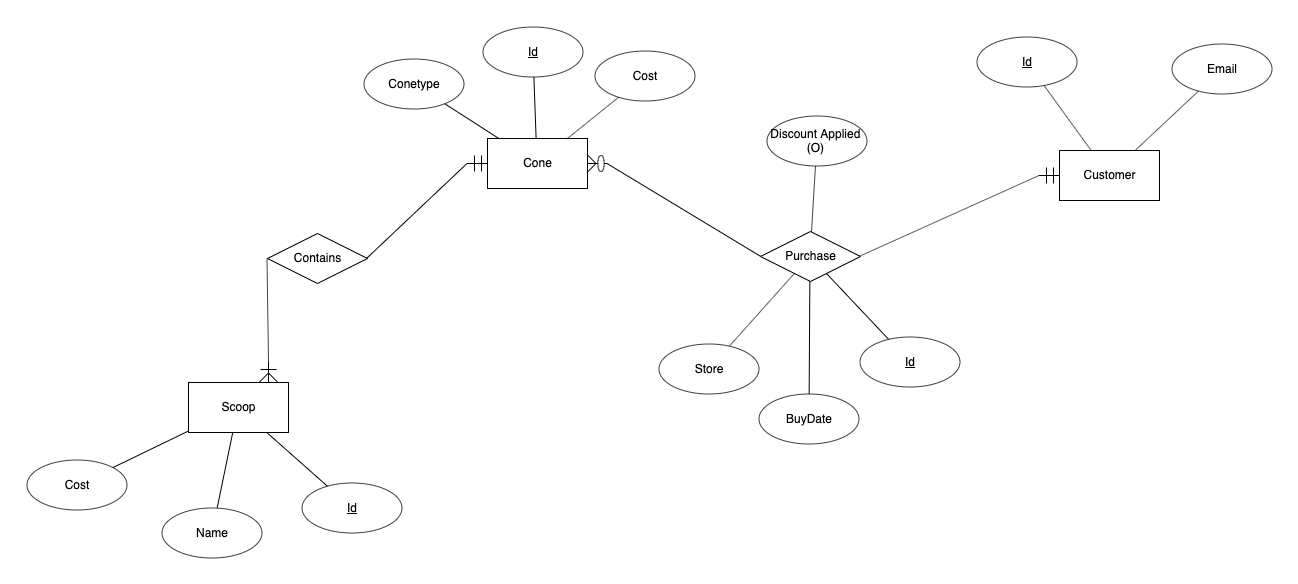 Id
Conetype
Cost
Cone
Id
Email
Customer
Discount Applied
(O)
Contains
Purchase
Store
Id
BuyDate
Scoop
Cost
Name
Id